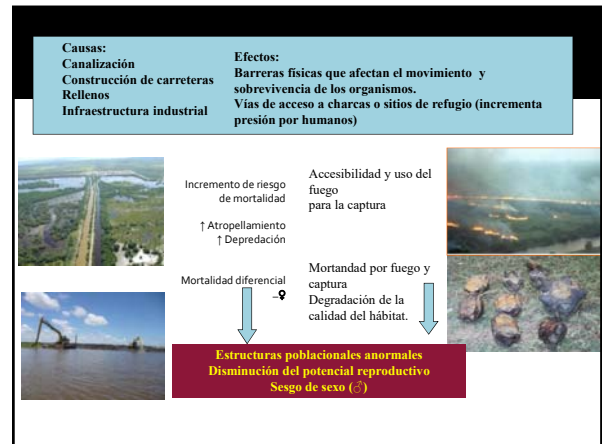 Causas:
Canalización
Construcción de carreteras
Rellenos
Infraestructura industrial
Efectos:
Barreras físicas que afectan el movimiento y
sobrevivencia de los organismos.
Vías de acceso a charcas o sitios de refugio (incrementa
presión por humanos)
Incremento de riesgo
de mortalidad
↑ Atropellamiento
↑ Depredación
Mortalidad diferencial
–♀
Accesibilidad y uso del
fuego
para la captura
Mortandad por fuego y
captura
Degradación de la
calidad del hábitat.
Estructuras poblacionales anormales
Disminución del potencial reproductivo
Sesgo de sexo (♂)